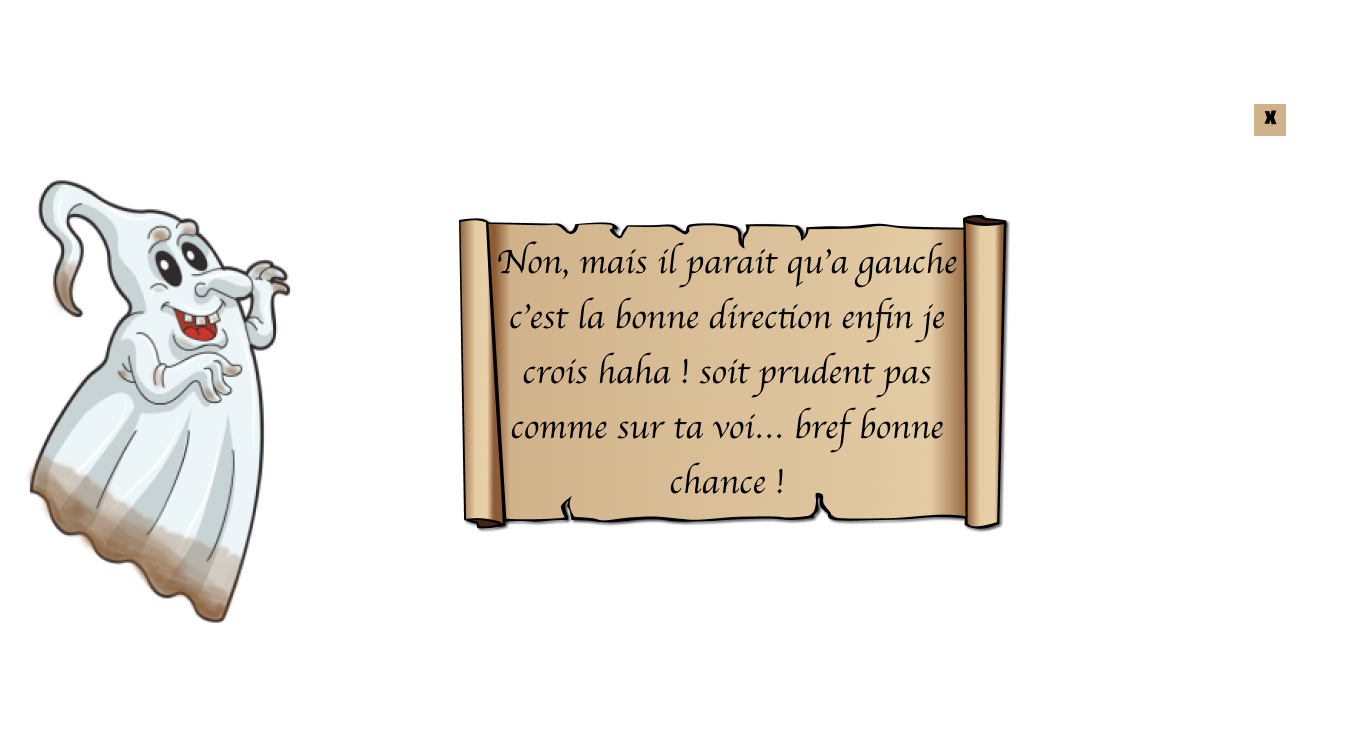 X
Non, mais il parait qu'a gauche
c'est la bonne direction enfin je
crois haha ! soit prudent pas
comme sur ta voi... bref bonne
chance !